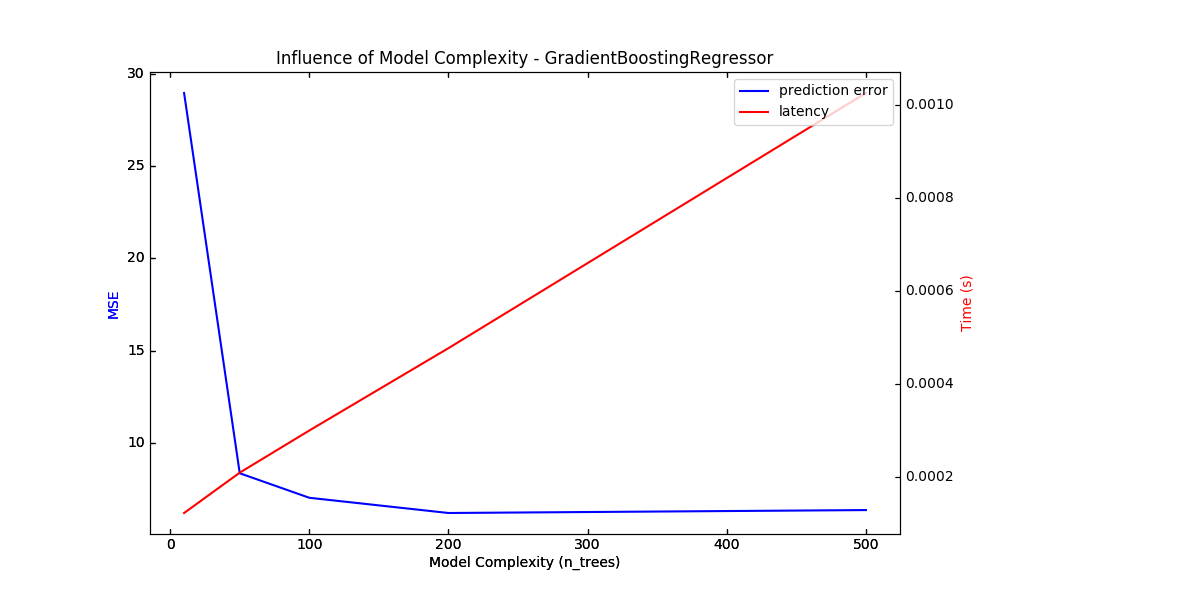 Influence of Model Complexity - GradientBoostingRegressor
prediction error
latency
30
25
20
15
10
MSE
0.0010
0.0008
0.0006
0.0004
0.0002
Time (s)
0 100 200 300 400 500
Model Complexity (n_trees)